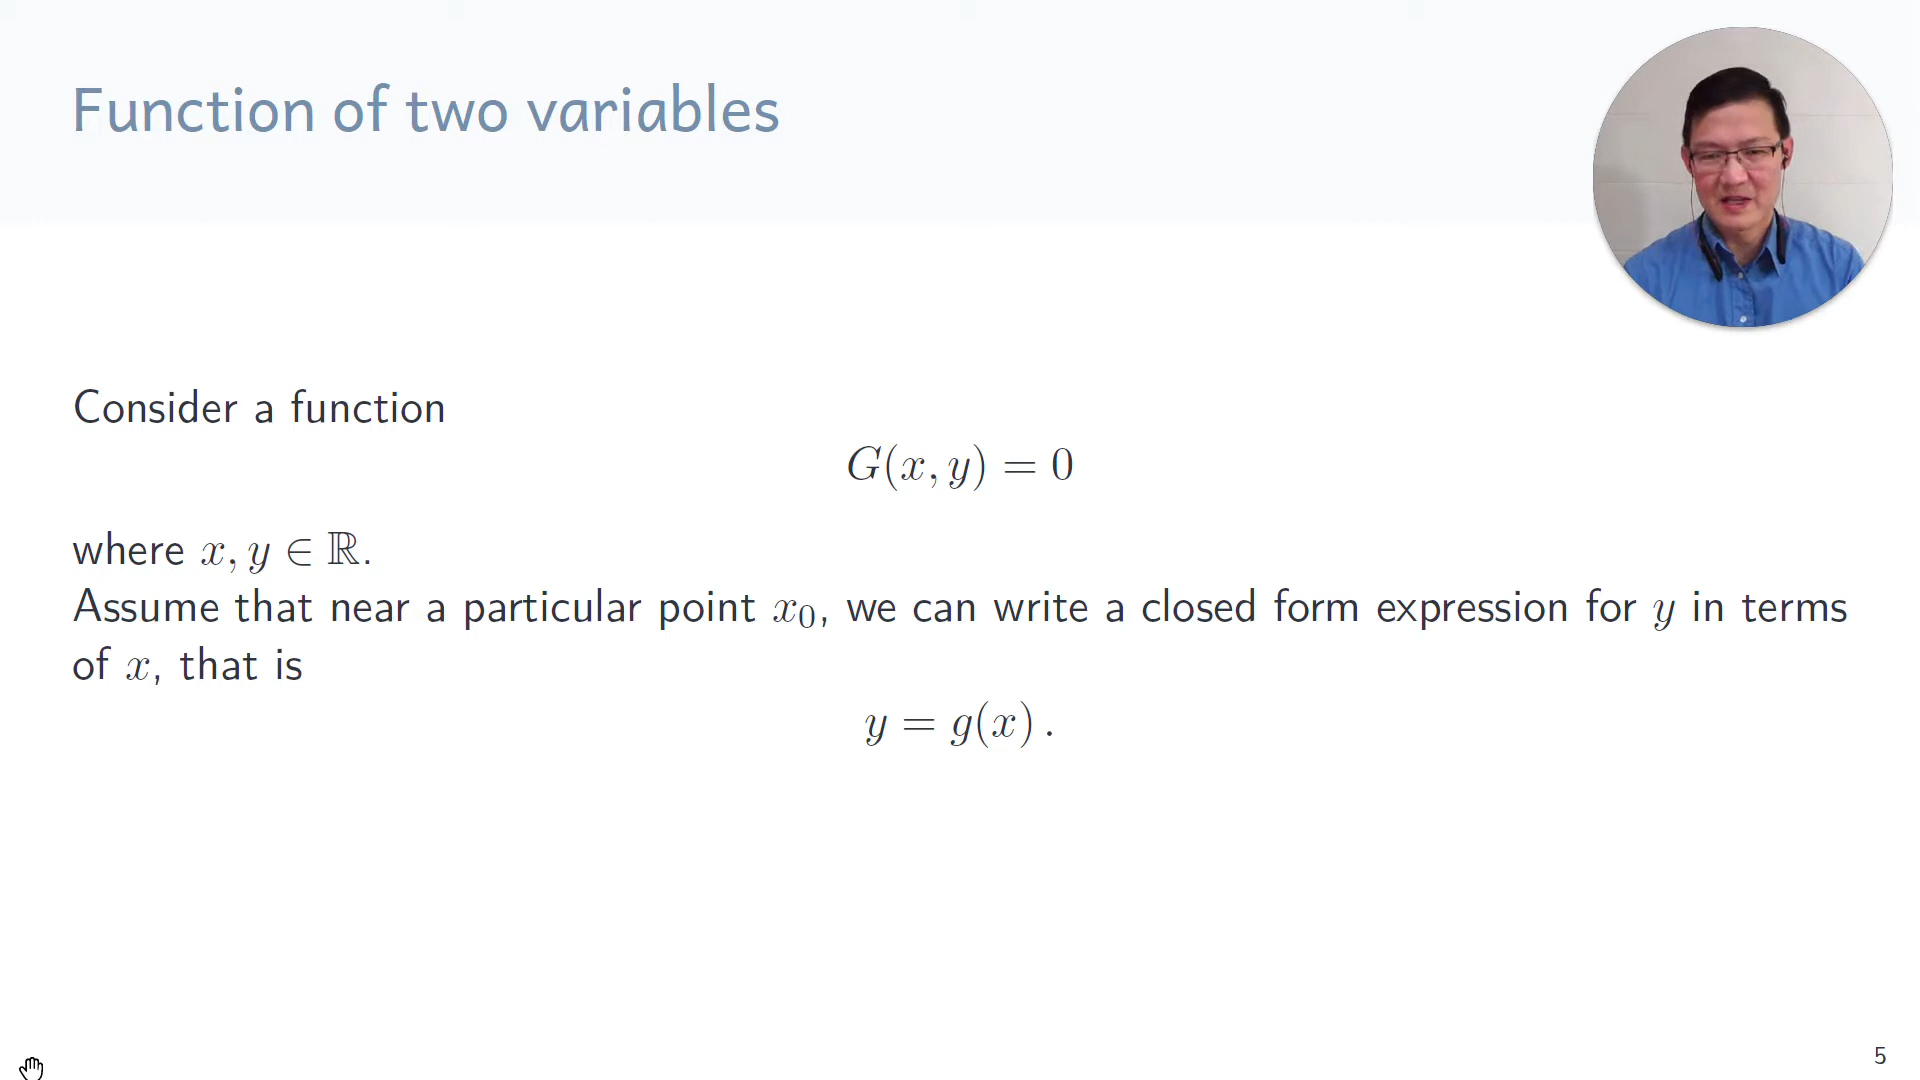 Function of two variables
Consider a function
G(x, y) = 0
where x, y ∈ ℝ.
Assume that near a particular point x₀, we can write a closed form expression for y in terms
of x, that is
y = g(x) .
5